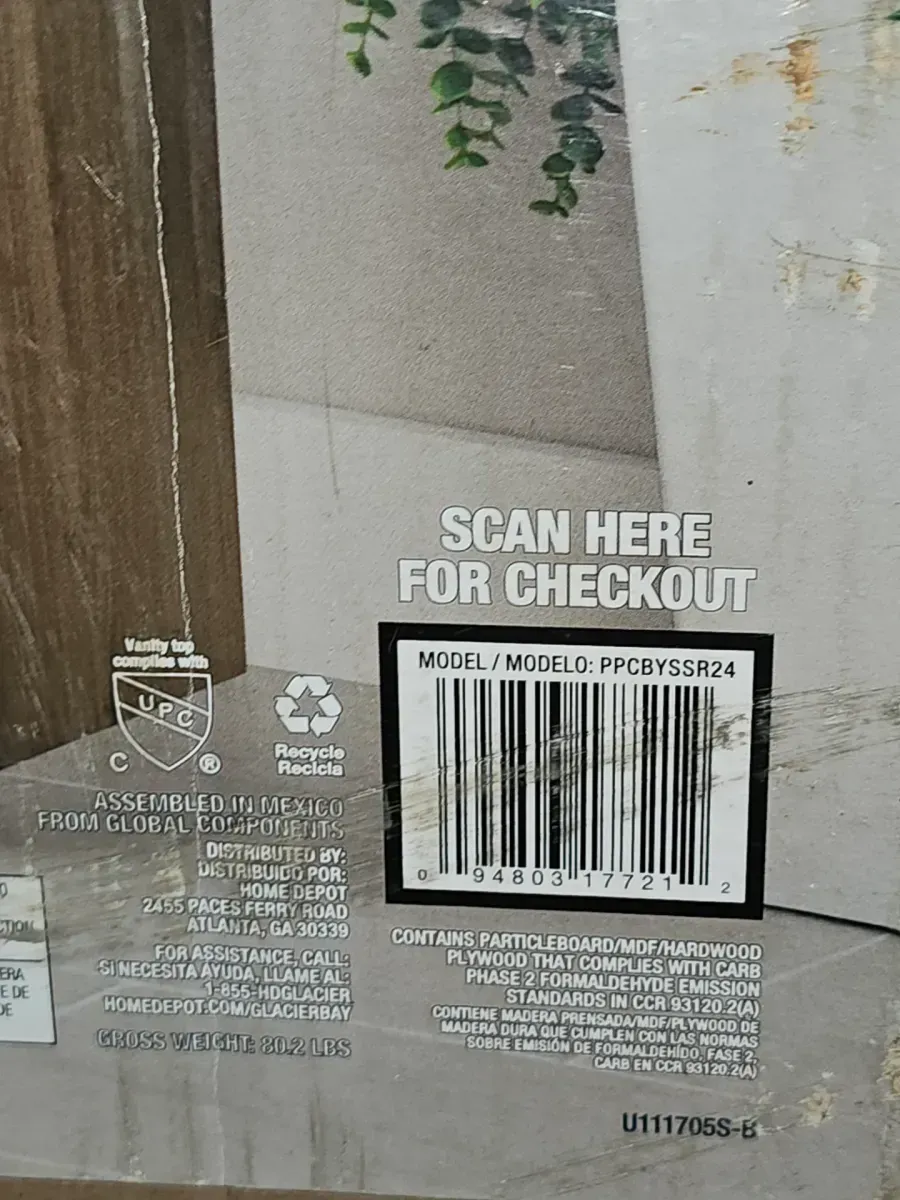 SCAN HERE
FOR CHECKOUT
MODEL / MODELO: PPCBYSSR24
0 94803 17721 2
Vanity top
complies with
UPC
C ®
Recycle
Recicla
ASSEMBLED IN MEXICO
FROM GLOBAL COMPONENTS
DISTRIBUTED BY:
DISTRIBUIDO POR:
HOME DEPOT
2455 PACES FERRY ROAD
ATLANTA, GA 30339
FOR ASSISTANCE, CALL:
SI NECESITA AYUDA, LLAME AL:
1-855-HDGLACIER
HOMEDEPOT.COM/GLACIERBAY
GROSS WEIGHT: 80.2 LBS
ERA
E DE
DE
CONTAINS PARTICLEBOARD/MDF/HARDWOOD
PLYWOOD THAT COMPLIES WITH CARB
PHASE 2 FORMALDEHYDE EMISSION
STANDARDS IN CCR 93120.2(A)
CONTIENE MADERA PRENSADA/MDF/PLYWOOD DE
MADERA DURA QUE CUMPLEN CON LAS NORMAS
SOBRE EMISIÓN DE FORMALDEHÍDO, FASE 2,
CARB EN CCR 93120.2(A)
U111705S-B